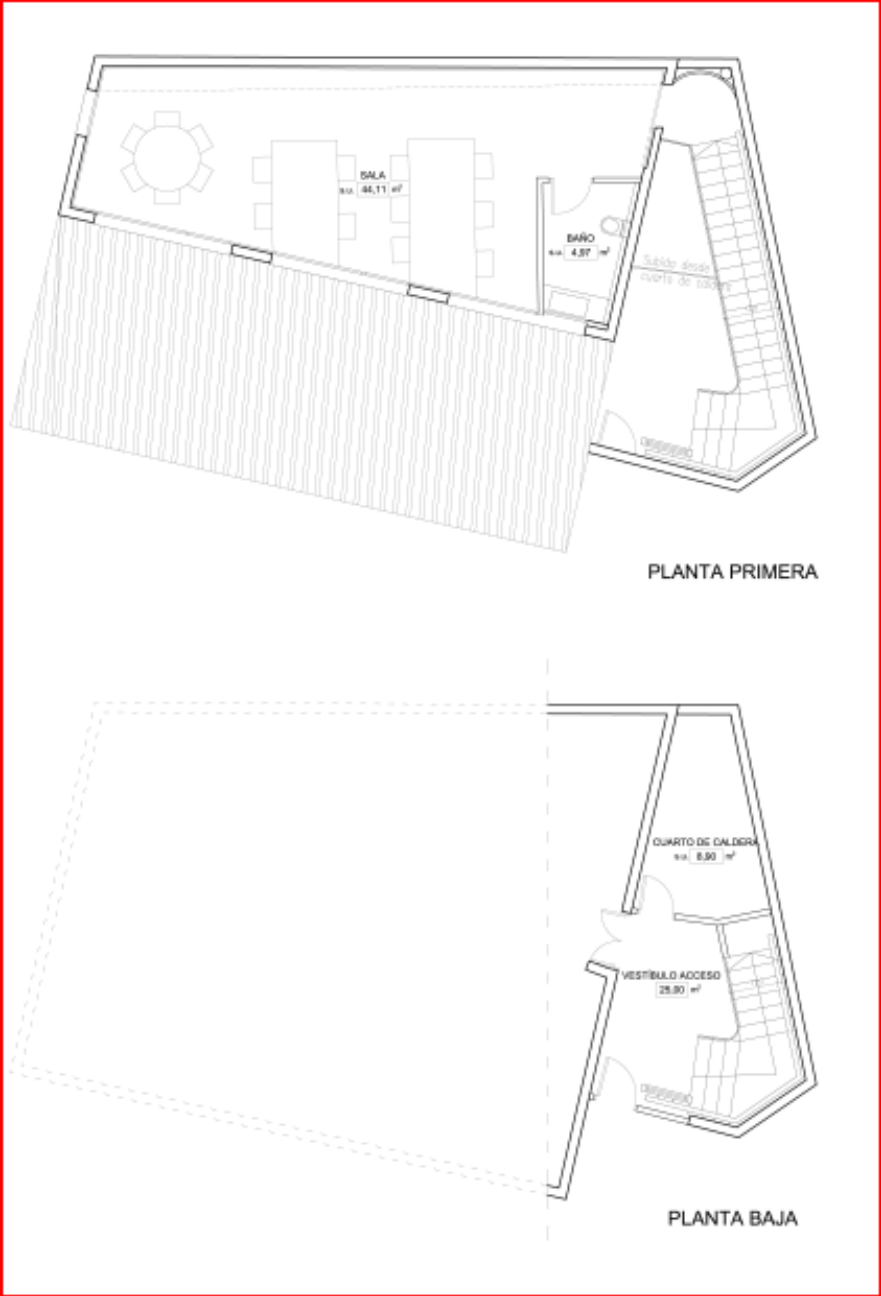 SALA
s.u. 44,11 m²
BAÑO
s.u. 4,97 m²
Subida desde
cuarto de caldera
PLANTA PRIMERA
CUARTO DE CALDERA
s.u. 8,90 m²
VESTÍBULO ACCESO
25,00 m²
PLANTA BAJA